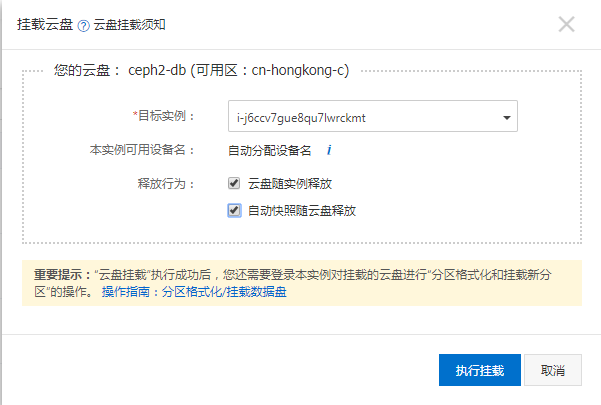 挂载云盘 ? 云盘挂载须知
您的云盘： ceph2-db (可用区：cn-hongkong-c)
*目标实例： i-j6ccv7gue8qu7lwrckmt
本实例可用设备名： 自动分配设备名 i
释放行为： 云盘随实例释放
自动快照随云盘释放
重要提示："云盘挂载"执行成功后，您还需要登录本实例对挂载的云盘进行"分区格式化和挂载新分
区"的操作。 操作指南：分区格式化/挂载数据盘
执行挂载 取消